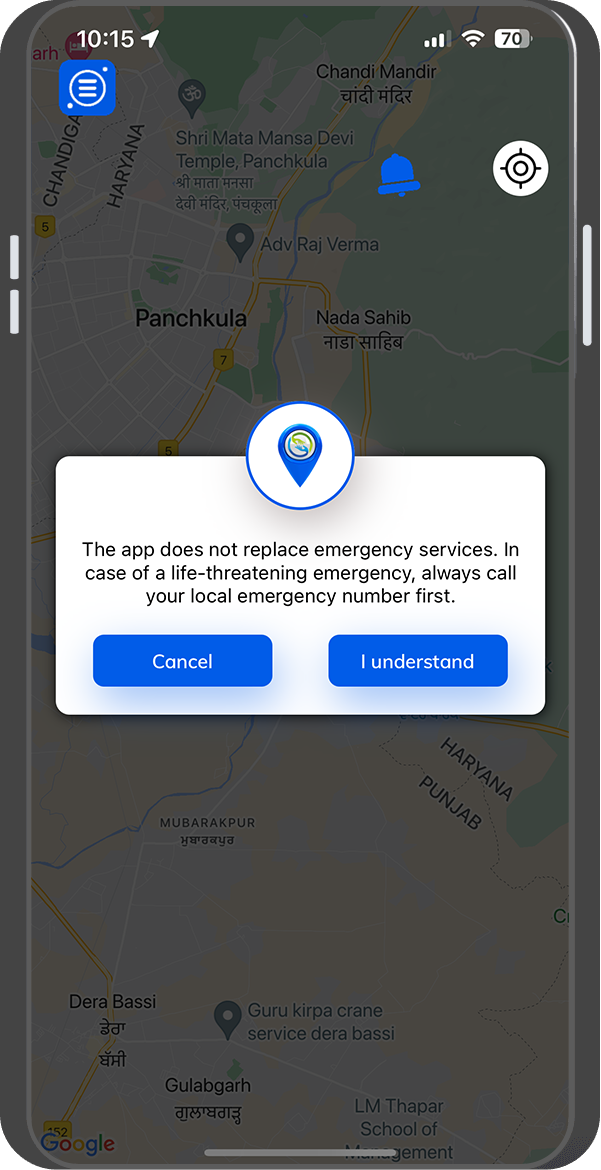 10:15
70
arh
Chandi Mandir
चांदी मंदिर
CHANDIGA
HARYANA
Shri Mata Mansa Devi
Temple, Panchkula
श्री माता मनसा
देवी मंदिर, पंचकूला
5
Adv Raj Verma
Panchkula
Nada Sahib
नाडा साहिब
7
5
The app does not replace emergency services. In
case of a life-threatening emergency, always call
your local emergency number first.
Cancel
I understand
k
HARYANA
PUNJAB
MUBARAKPUR
ਮੁਬਾਰਕਪੁਰ
Dera Bassi
ਡੇਰਾ
ਬੱਸੀ
Guru kirpa crane
service dera bassi
Gulabgarh
ਗੁਲਾਬਗੜ੍ਹ
LM Thapar
School of
Management
152
Google